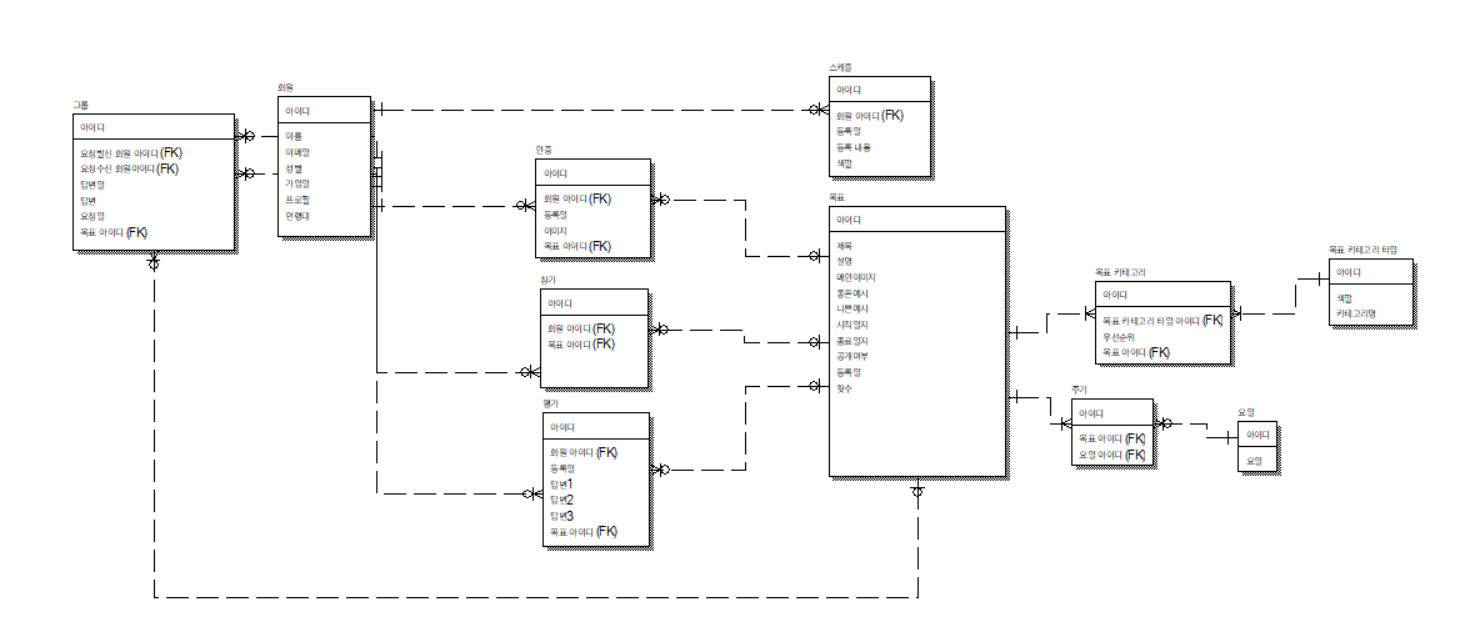 그룹
아이디
요청발신 회원 아이디(FK)
요청수신 회원아이디(FK)
답변일
답변
요청일
목표 아이디(FK)
회원
아이디
이름
이메일
성별
가입일
프로필
연령대
스케줄
아이디
회원 아이디(FK)
등록일
등록 내용
색깔
인증
아이디
회원 아이디(FK)
등록일
이미지
목표 아이디(FK)
참가
아이디
회원 아이디(FK)
목표 아이디(FK)
평가
아이디
회원 아이디(FK)
등록일
답변1
답변2
답변3
목표 아이디(FK)
목표
아이디
제목
설명
메인이미지
좋은예시
나쁜예시
시작일자
종료일자
공개여부
등록일
횟수
목표 카테고리
아이디
목표 카테고리 타입 아이디(FK)
우선순위
목표 아이디(FK)
목표 카테고리 타입
아이디
색깔
카테고리명
주기
아이디
목표 아이디(FK)
요일 아이디(FK)
요일
아이디
요일